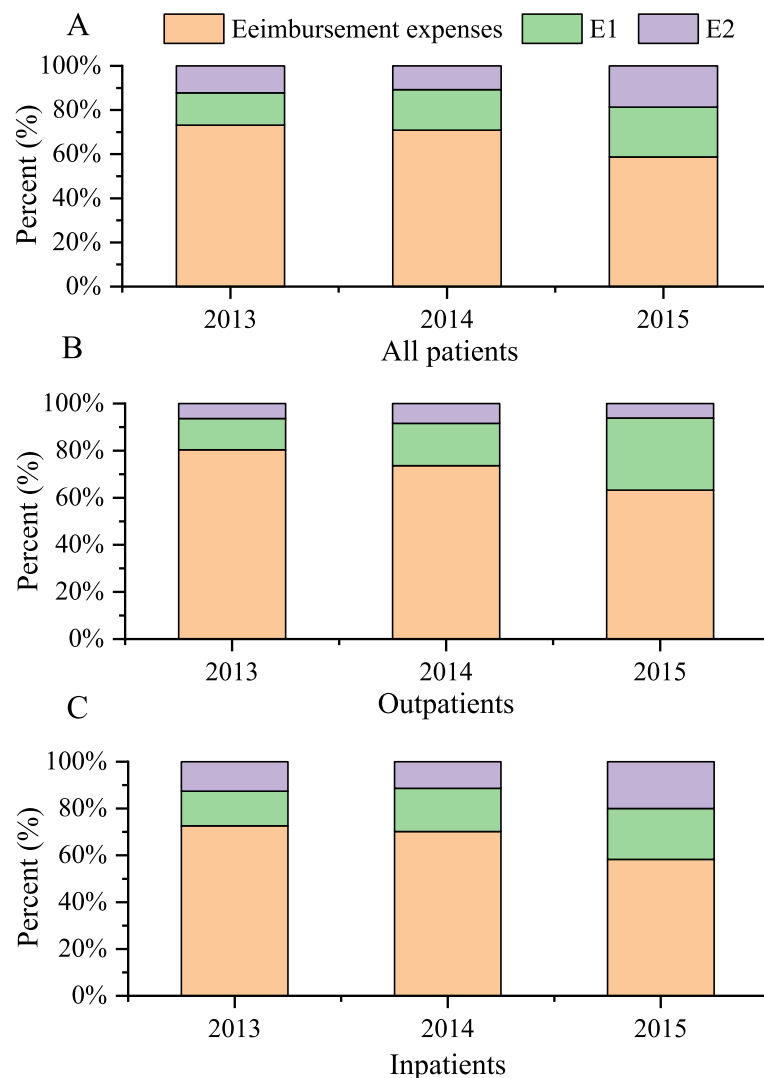 A
Eeimbursement expenses E1 E2
Percent (%)
100%
80%
60%
40%
20%
0%
2013 2014 2015
All patients
B
Percent (%)
100%
80%
60%
40%
20%
0%
2013 2014 2015
Outpatients
C
Percent (%)
100%
80%
60%
40%
20%
0%
2013 2014 2015
Inpatients